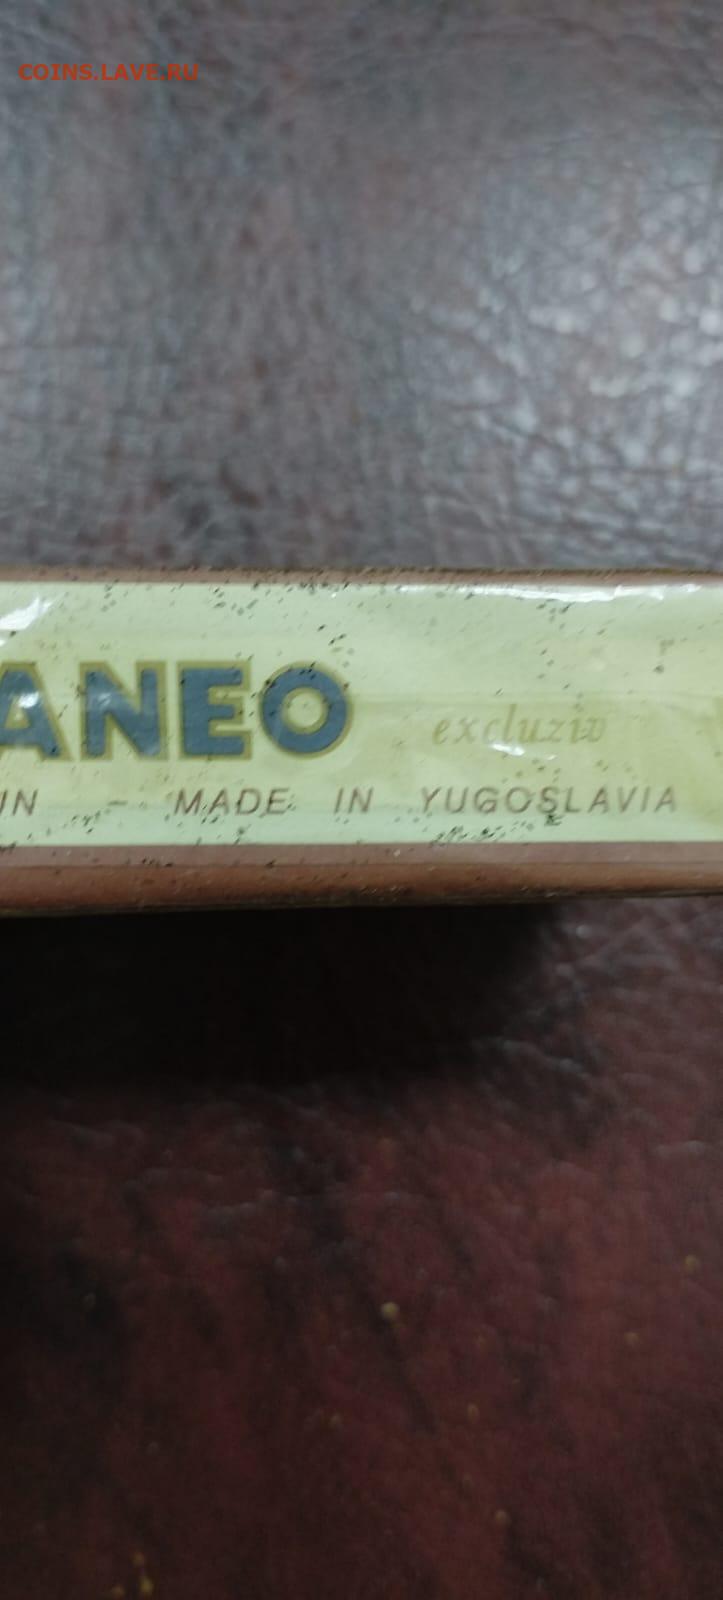 COINS.LAVE.RU
ANEO excluziv
IN - MADE IN YUGOSLAVIA